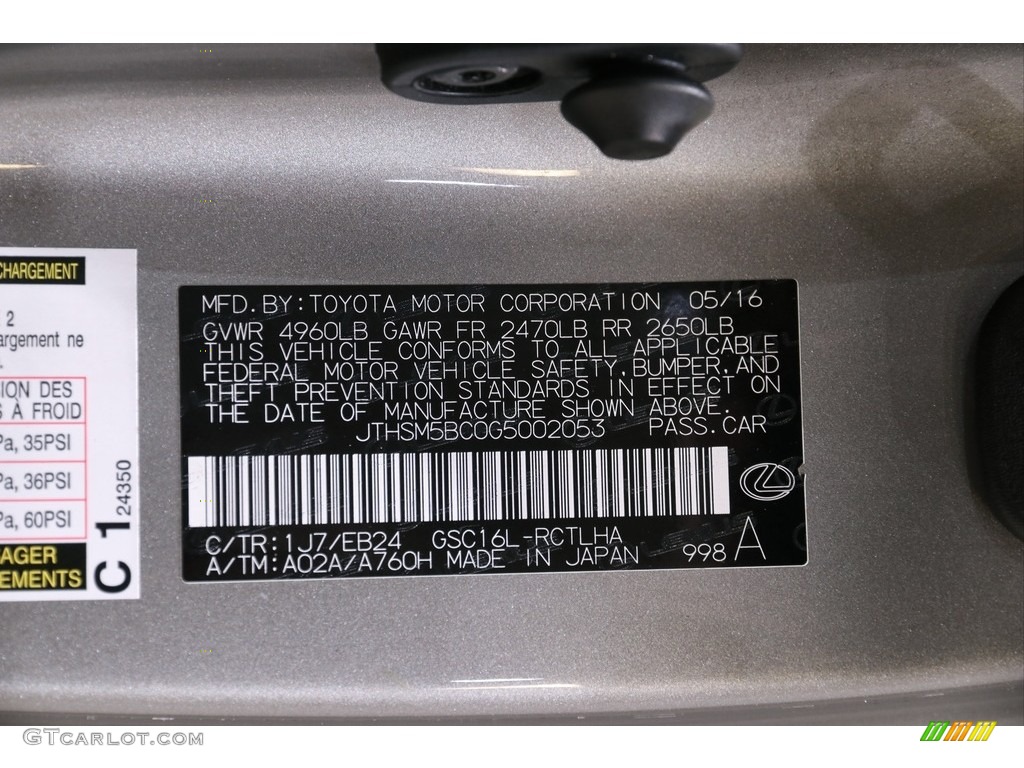 CHARGEMENT
2
argement ne
ION DES
À FROID
Pa, 35PSI
Pa, 36PSI
Pa, 60PSI
AGER
EMENTS
C 1
24350
MFD. BY: TOYOTA MOTOR CORPORATION 05/16
GVWR 4960LB GAWR FR 2470LB RR 2650LB
THIS VEHICLE CONFORMS TO ALL APPLICABLE
FEDERAL MOTOR VEHICLE SAFETY, BUMPER, AND
THEFT PREVENTION STANDARDS IN EFFECT ON
THE DATE OF MANUFACTURE SHOWN ABOVE.
JTHSM5BC0G5002053 PASS. CAR
C/TR: 1J7/EB24 GSC16L-RCTLHA
A/TM: A02A/A760H MADE IN JAPAN 998 A
GTCARLOT.COM